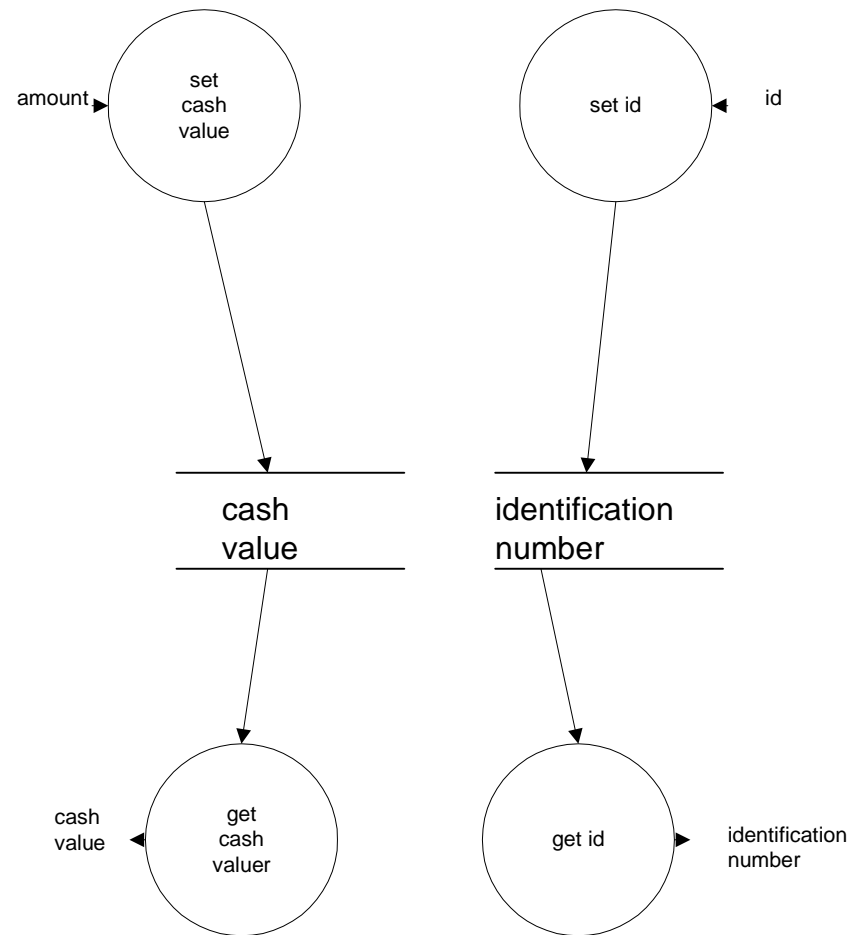 amount
set
cash
value
set id
id
cash
value
identification
number
cash
value
get
cash
valuer
get id
identification
number